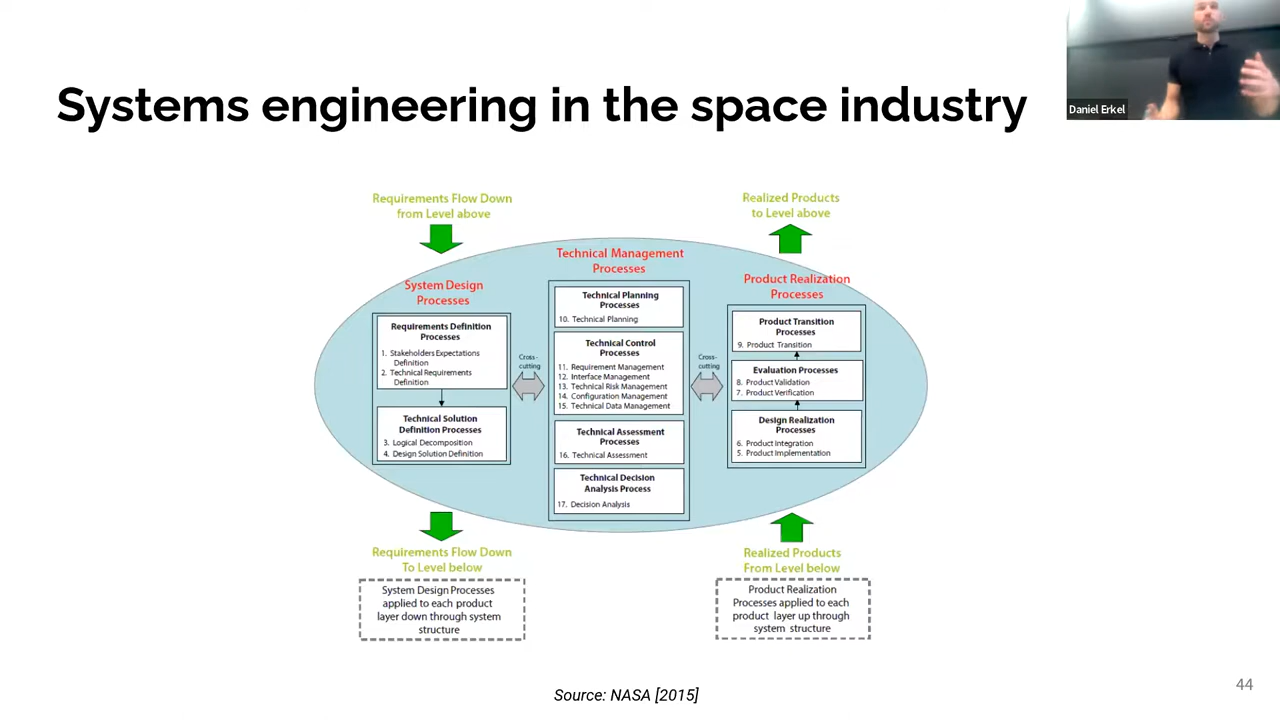 Systems engineering in the space industry
Daniel Erkel
Requirements Flow Down
from Level above
Realized Products
to Level above
Technical Management
Processes
System Design
Processes
Product Realization
Processes
Requirements Definition
Processes
1. Stakeholders Expectations
Definition
2. Technical Requirements
Definition
Technical Solution
Definition Processes
3. Logical Decomposition
4. Design Solution Definition
Cross-
cutting
Technical Planning
Processes
10. Technical Planning
Technical Control
Processes
11. Requirement Management
12. Interface Management
13. Technical Risk Management
14. Configuration Management
15. Technical Data Management
Technical Assessment
Processes
16. Technical Assessment
Technical Decision
Analysis Process
17. Decision Analysis
Cross-
cutting
Product Transition
Processes
9. Product Transition
Evaluation Processes
8. Product Validation
7. Product Verification
Design Realization
Processes
6. Product Integration
5. Product Implementation
Requirements Flow Down
To Level below
System Design Processes
applied to each product
layer down through system
structure
Realized Products
From Level below
Product Realization
Processes applied to each
product layer up through
system structure
Source: NASA [2015]
44